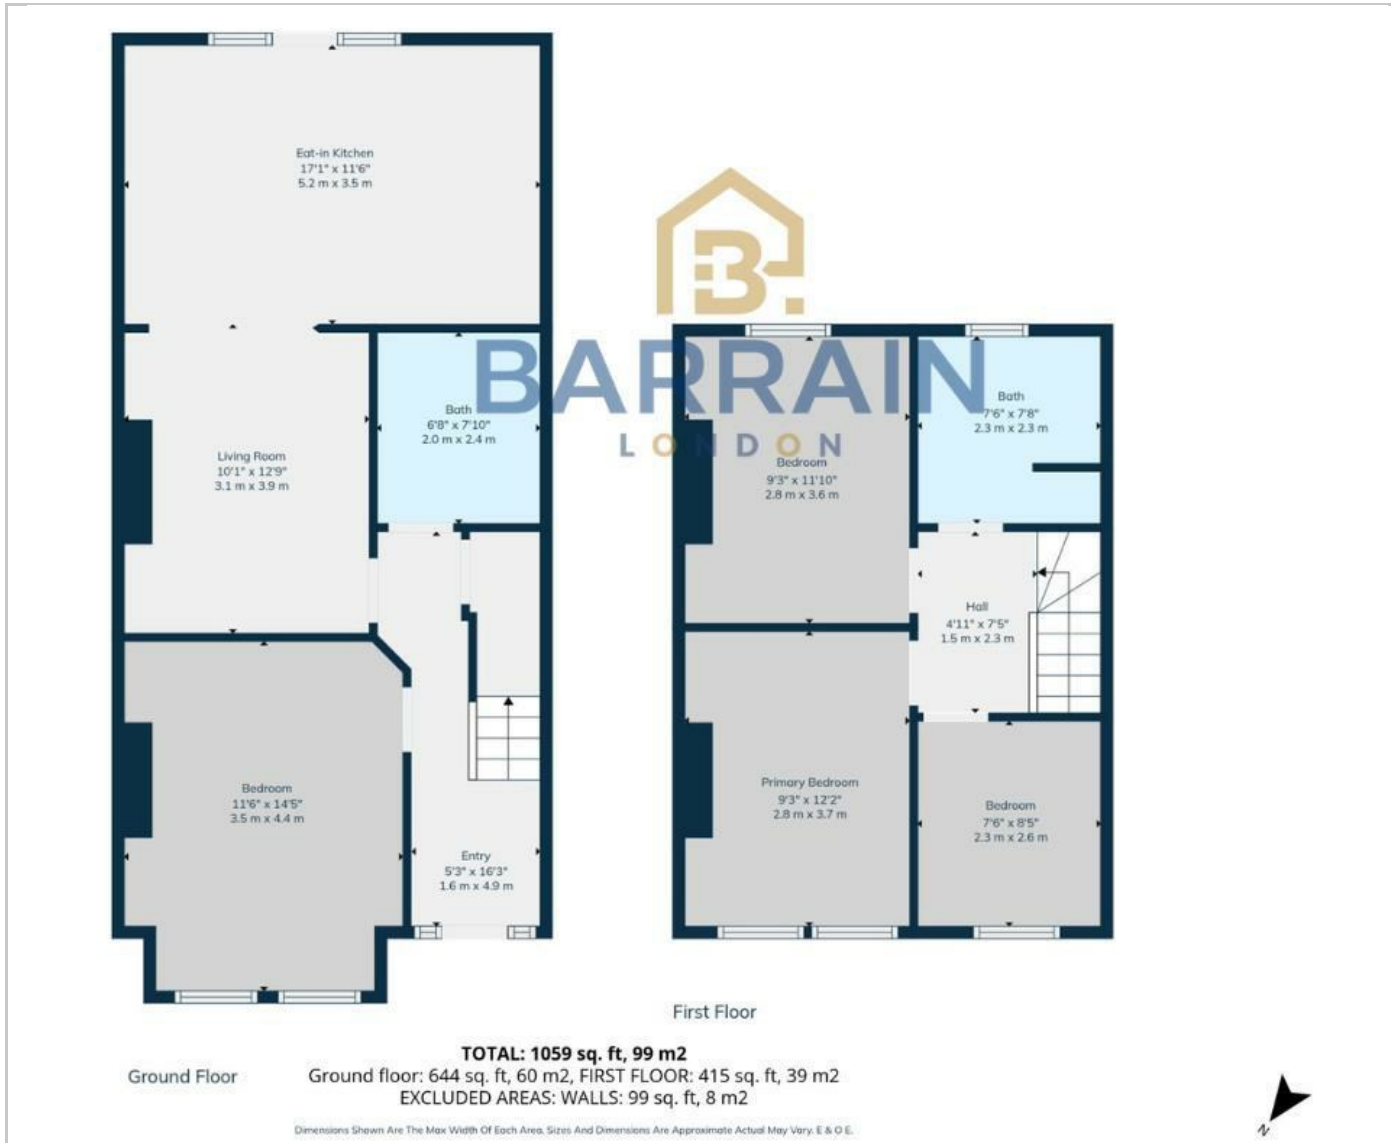 Eat-in Kitchen
17'1" x 11'6"
5.2 m x 3.5 m
B
BARRAIN
LONDON
Bath
6'8" x 7'10"
2.0 m x 2.4 m
Living Room
10'1" x 12'9"
3.1 m x 3.9 m
Bedroom
11'6" x 14'5"
3.5 m x 4.4 m
Entry
5'3" x 16'3"
1.6 m x 4.9 m
Bath
7'6" x 7'8"
2.3 m x 2.3 m
Bedroom
9'3" x 11'10"
2.8 m x 3.6 m
Hall
4'11" x 7'5"
1.5 m x 2.3 m
Primary Bedroom
9'3" x 12'2"
2.8 m x 3.7 m
Bedroom
7'6" x 8'5"
2.3 m x 2.6 m
First Floor
Ground Floor
TOTAL: 1059 sq. ft, 99 m2
Ground floor: 644 sq. ft, 60 m2, FIRST FLOOR: 415 sq. ft, 39 m2
EXCLUDED AREAS: WALLS: 99 sq. ft, 8 m2
Dimensions Shown Are The Max Width Of Each Area. Sizes And Dimensions Are Approximate Actual May Vary. E & O E.
N